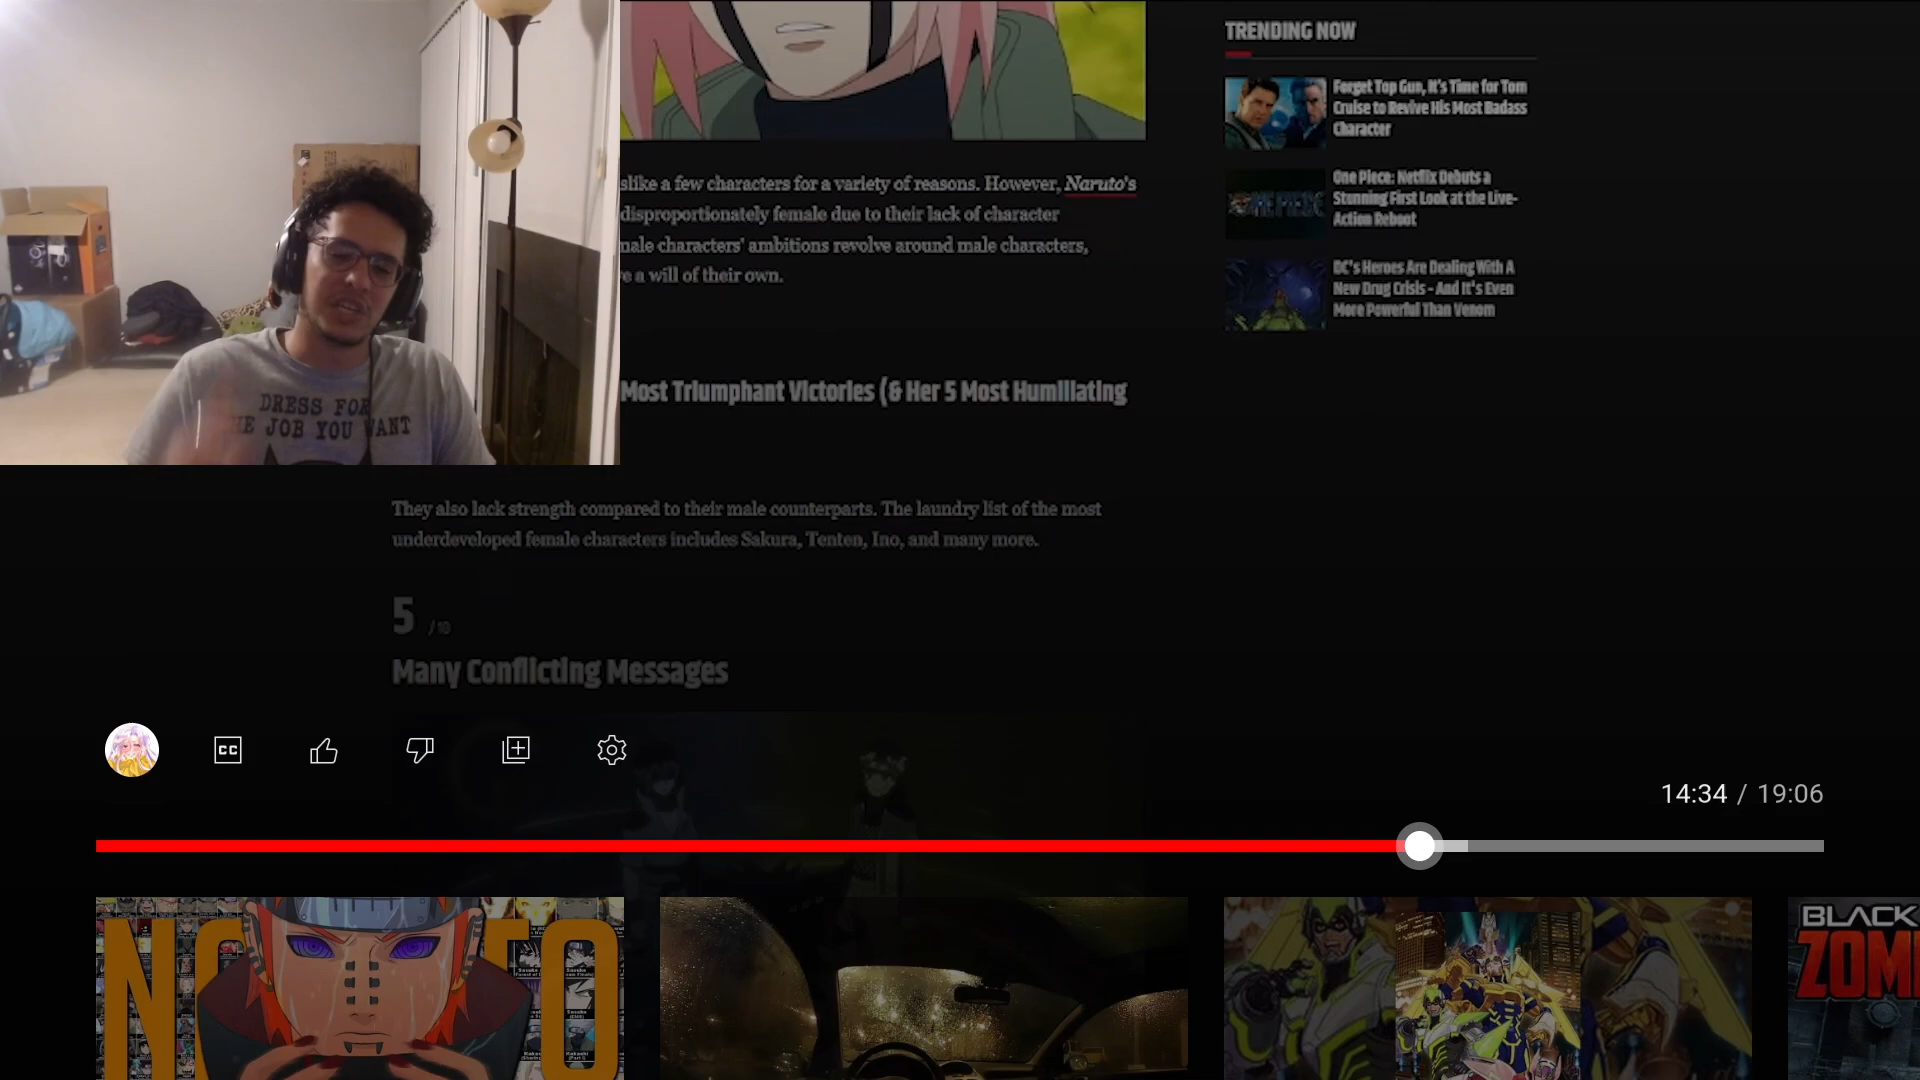 TRENDING NOW
Forget Top Gun, It's Time for Tom
Cruise to Revive His Most Badass
Character
One Piece: Netflix Debuts a
Stunning First Look at the Live-
Action Reboot
DC's Heroes Are Dealing With A
New Drug Crisis - And It's Even
More Powerful Than Venom
slike a few characters for a variety of reasons. However, Naruto's
disproportionately female due to their lack of character
male characters' ambitions revolve around male characters,
e a will of their own.
Most Triumphant Victories (& Her 5 Most Humiliating
DRESS FOR
HE JOB YOU WANT
They also lack strength compared to their male counterparts. The laundry list of the most
underdeveloped female characters includes Sakura, Tenten, Ino, and many more.
5 /10
Many Conflicting Messages
CC
14:34 / 19:06
BLACK
ZOM